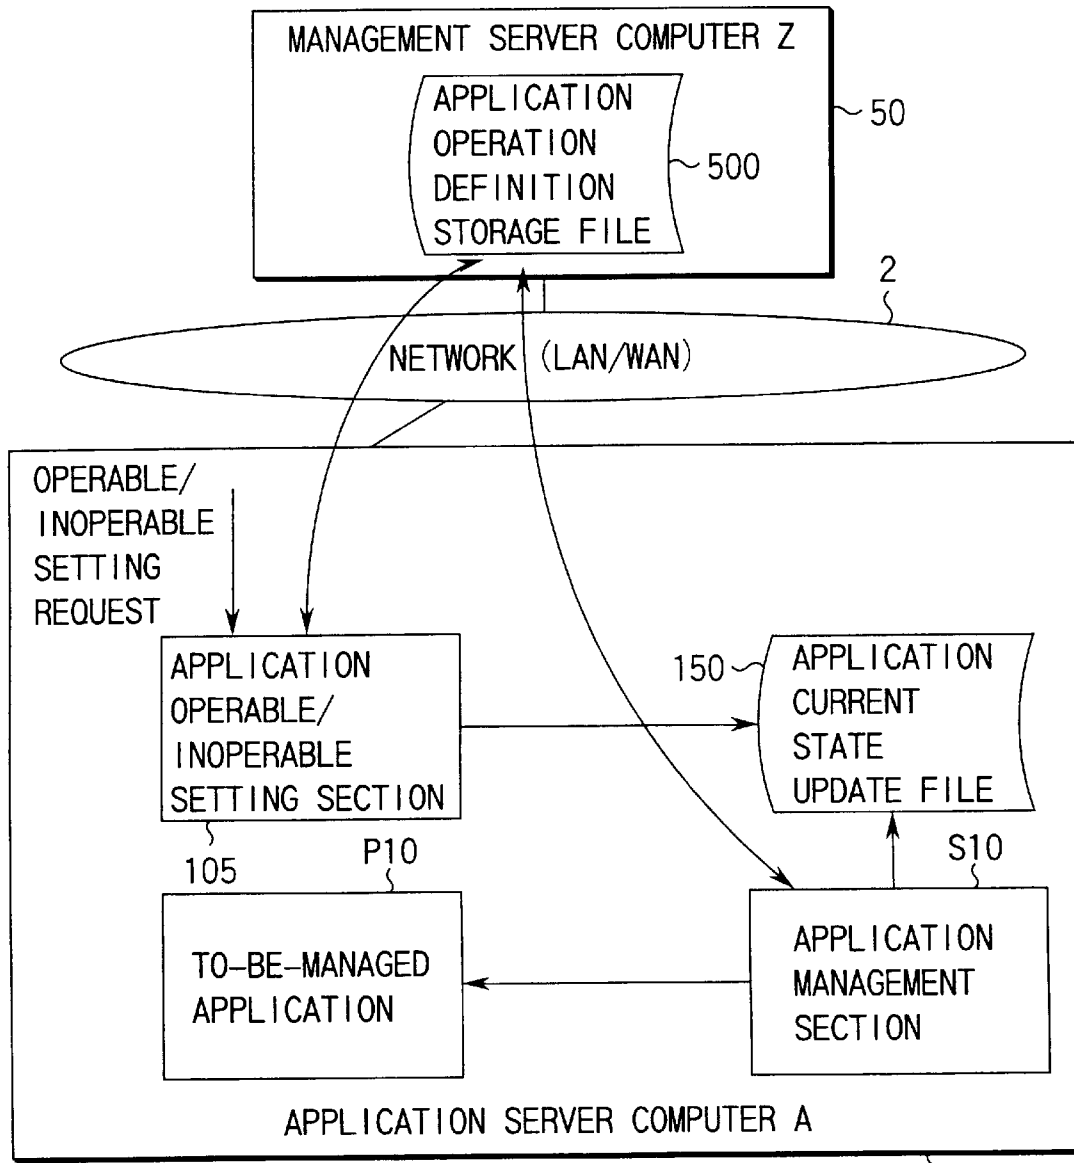 MANAGEMENT SERVER COMPUTER Z
APPLICATION
OPERATION
DEFINITION
STORAGE FILE
50
500
2
NETWORK (LAN/WAN)
OPERABLE/
INOPERABLE
SETTING
REQUEST
APPLICATION
OPERABLE/
INOPERABLE
SETTING SECTION
105
150
APPLICATION
CURRENT
STATE
UPDATE FILE
P10
TO-BE-MANAGED
APPLICATION
S10
APPLICATION
MANAGEMENT
SECTION
APPLICATION SERVER COMPUTER A